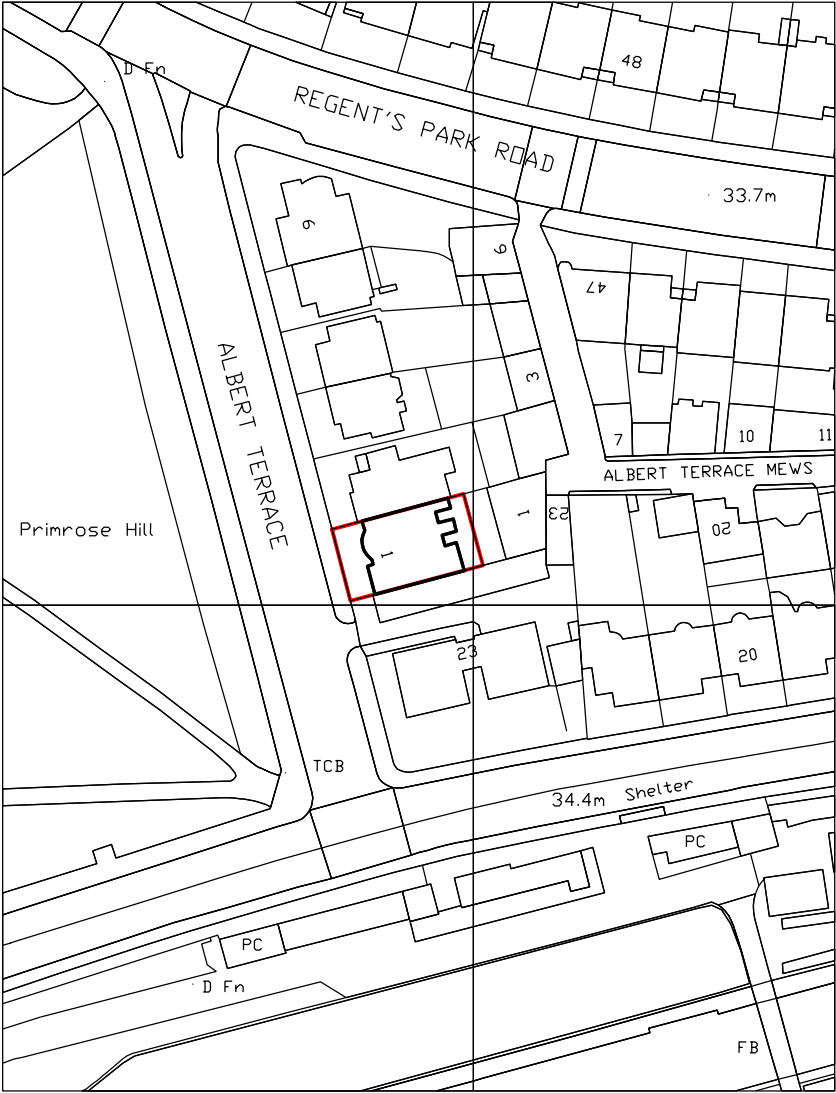 48
D Fn
REGENT'S PARK ROAD
33.7m
6
6
47
ALBERT TERRACE
3
7
10
11
ALBERT TERRACE MEWS
Primrose Hill
1
1
23
20
23
20
TCB
34.4m
Shelter
PC
PC
D Fn
FB